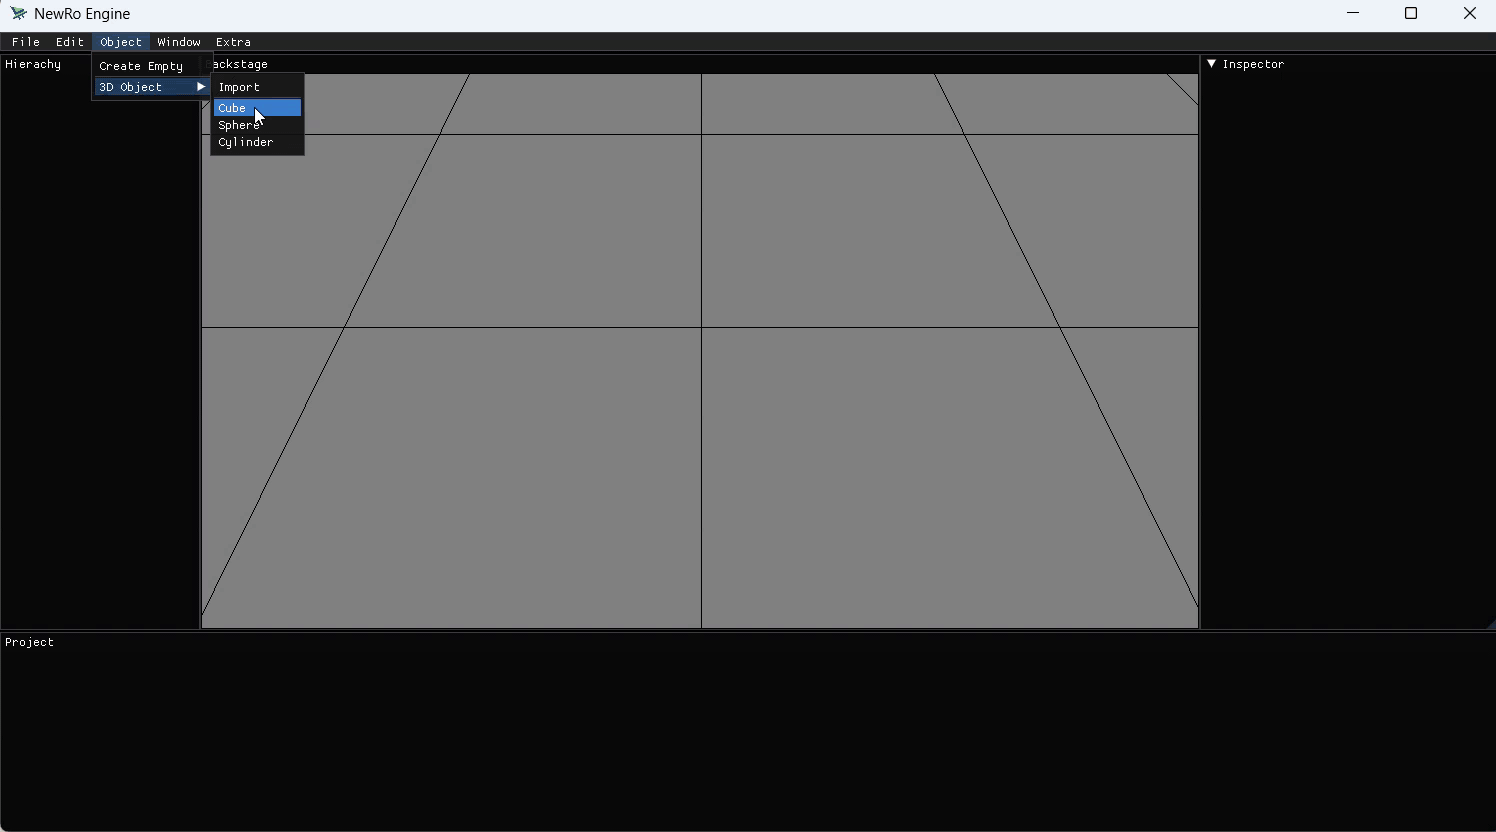 NewRo Engine
File Edit Object Window Extra
Hierachy
ackstage
Inspector
Create Empty
3D Object
Import
Cube
Sphere
Cylinder
Project